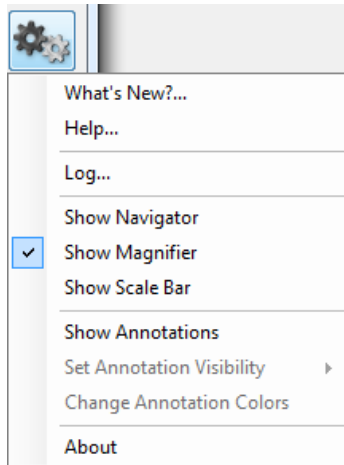 What's New?...
Help...
Log...
Show Navigator
Show Magnifier
Show Scale Bar
Show Annotations
Set Annotation Visibility
Change Annotation Colors
About